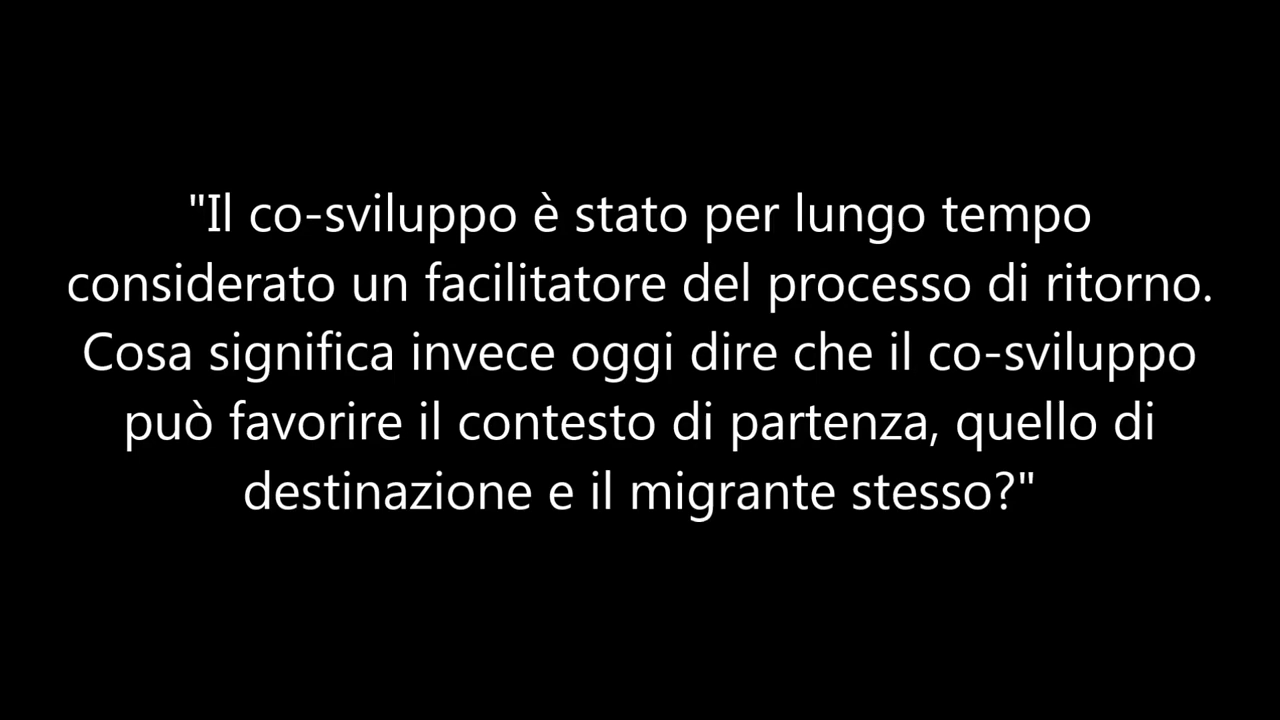 "Il co-sviluppo è stato per lungo tempo
considerato un facilitatore del processo di ritorno.
Cosa significa invece oggi dire che il co-sviluppo
può favorire il contesto di partenza, quello di
destinazione e il migrante stesso?"